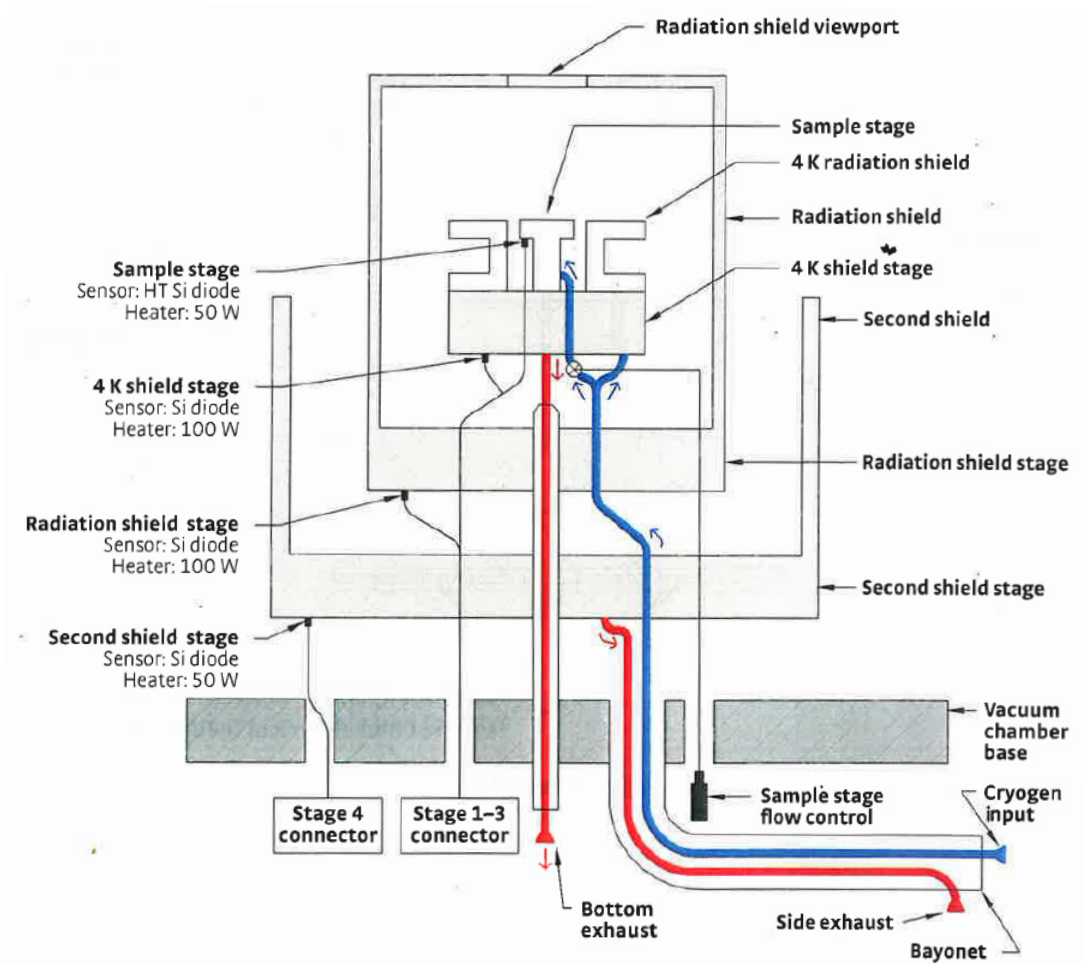 Radiation shield viewport
Sample stage
4 K radiation shield
Radiation shield
4 K shield stage
Second shield
Sample stage
Sensor: HT Si diode
Heater: 50 W
4 K shield stage
Sensor: Si diode
Heater: 100 W
Radiation shield stage
Radiation shield stage
Sensor: Si diode
Heater: 100 W
Second shield stage
Second shield stage
Sensor: Si diode
Heater: 50 W
Vacuum
chamber
base
Stage 4
connector
Stage 1–3
connector
Sample stage
flow control
Cryogen
input
Bottom
exhaust
Side exhaust
Bayonet